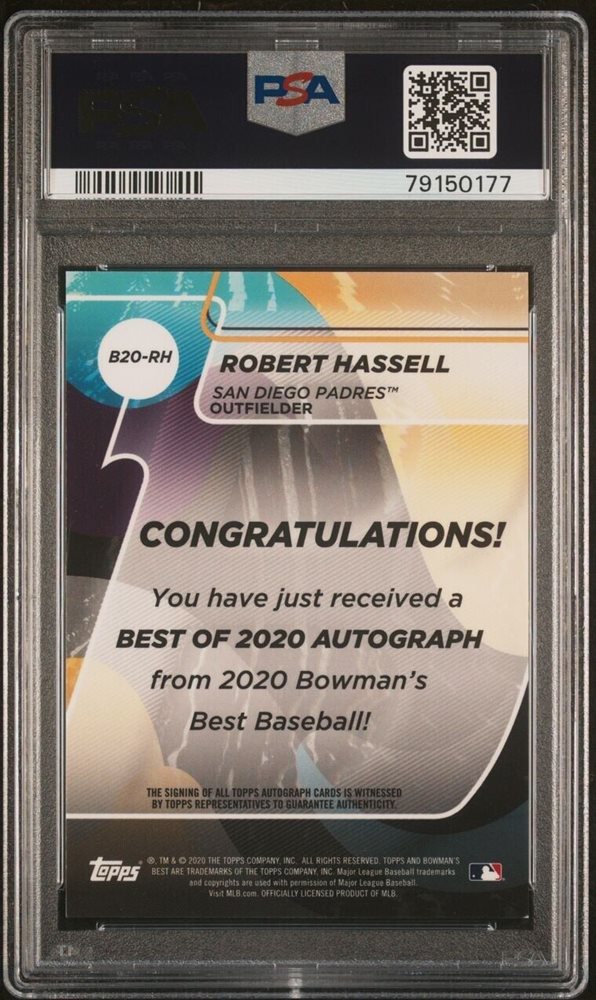 PSA
PSA
79150177
B20-RH
ROBERT HASSELL
SAN DIEGO PADRES™
OUTFIELDER
CONGRATULATIONS!
You have just received a
BEST OF 2020 AUTOGRAPH
from 2020 Bowman's
Best Baseball!
THE SIGNING OF ALL TOPPS AUTOGRAPH CARDS IS WITNESSED
BY TOPPS REPRESENTATIVES TO GUARANTEE AUTHENTICITY.
topps
®, TM & © 2020 THE TOPPS COMPANY, INC. ALL RIGHTS RESERVED. TOPPS AND BOWMAN'S
BEST ARE TRADEMARKS OF THE TOPPS COMPANY, INC. Major League Baseball trademarks
and copyrights are used with permission of Major League Baseball.
Visit MLB.com. OFFICIALLY LICENSED PRODUCT OF MLB.